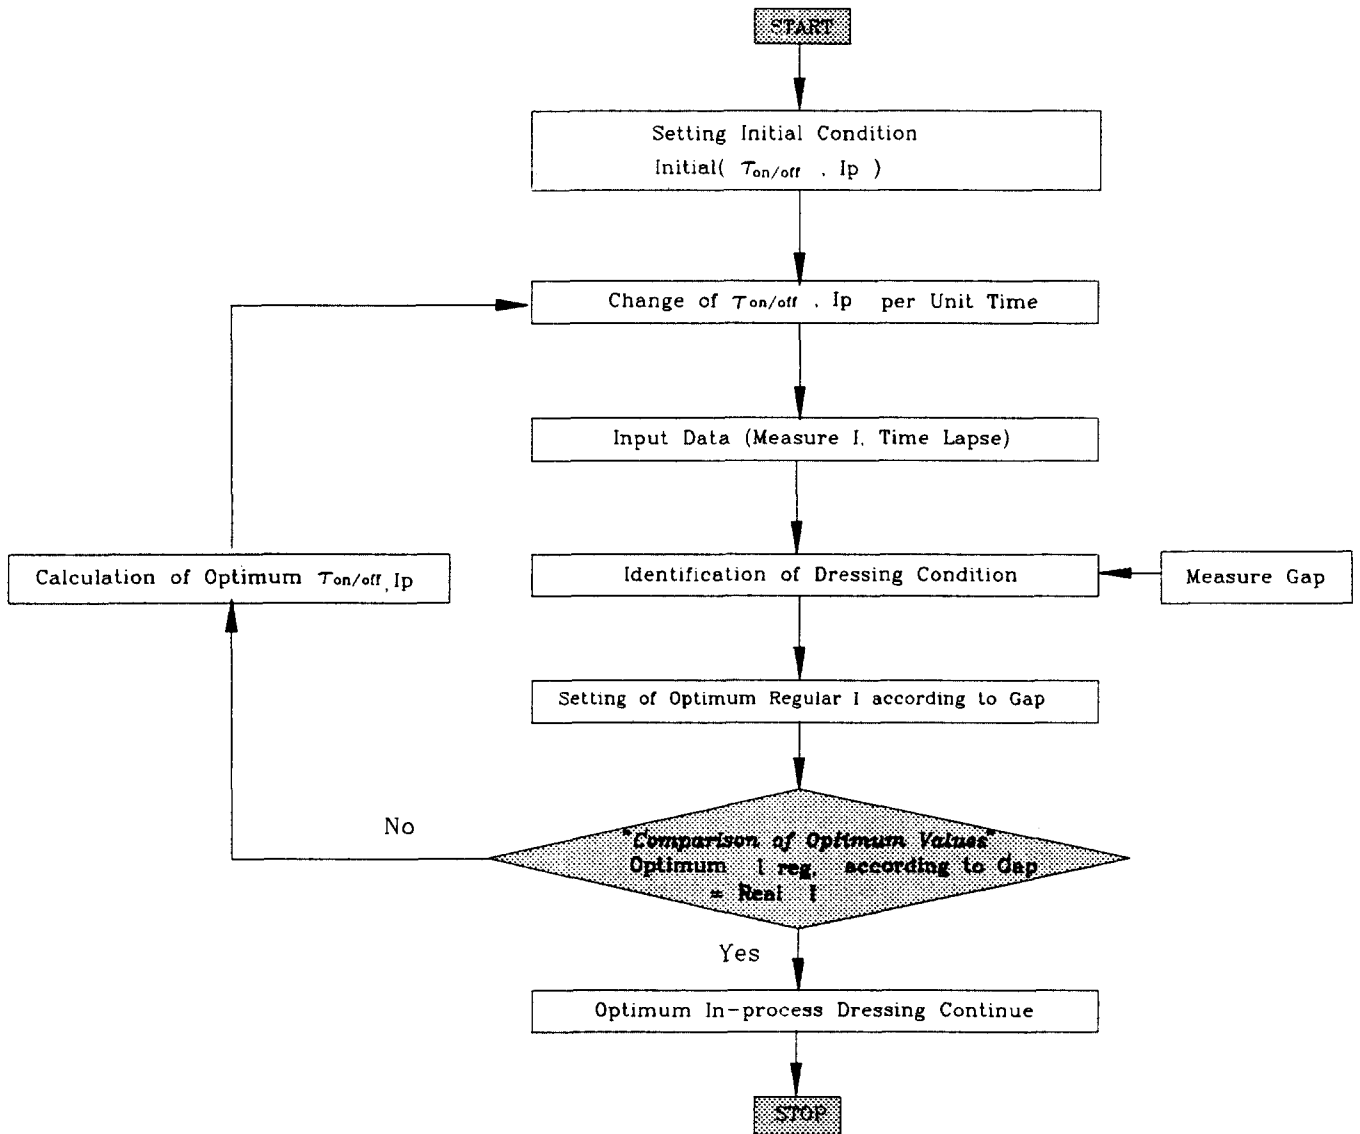 START
Setting Initial Condition
Initial( τon/off , Ip )
Change of τon/off , Ip per Unit Time
Input Data (Measure I, Time Lapse)
Calculation of Optimum τon/off, Ip
Identification of Dressing Condition
Measure Gap
Setting of Optimum Regular I according to Gap
No
"Comparison of Optimum Values"
Optimum I reg. according to Gap
= Real I
Yes
Optimum In-process Dressing Continue
STOP